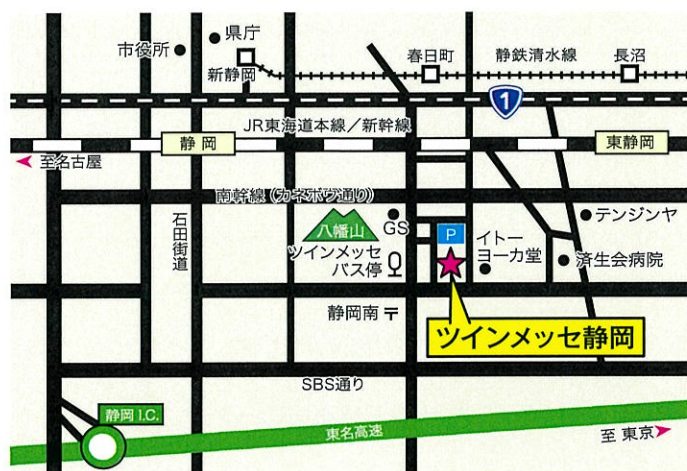 県庁
市役所
新静岡
春日町
静鉄清水線
長沼
1
JR東海道本線／新幹線
静岡
東静岡
至名古屋
南幹線（カネボウ通り）
石田街道
八幡山
GS
P
テンジンヤ
イトー
ヨーカ堂
済生会病院
ツインメッセ
バス停
静岡南〒
ツインメッセ静岡
SBS通り
静岡 I.C.
東名高速
至 東京